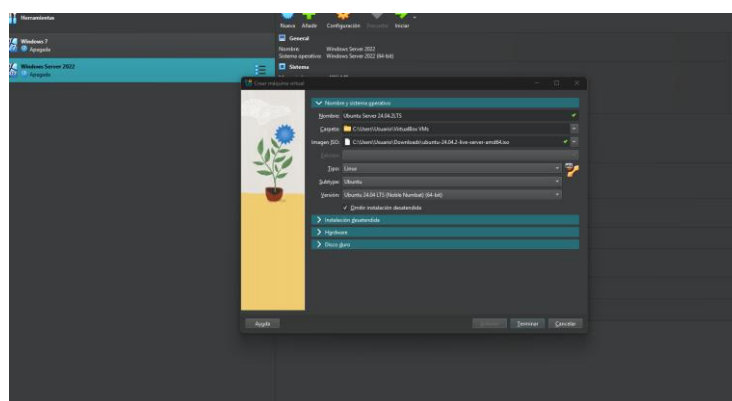 Herramientas
Nueva Añadir Configuración Descartar Iniciar
Windows 7
Apagada
Windows Server 2022
Apagada
General
Nombre: Windows Server 2022
Sistema operativo: Windows Server 2022 (64-bit)
Sistema
Crear máquina virtual
Nombre y sistema operativo
Nombre: Ubuntu Server 24.04.2LTS
Carpeta: C:\Users\Usuario\VirtualBox VMs
Imagen ISO: C:\Users\Usuario\Downloads\ubuntu-24.04.2-live-server-amd64.iso
Edición:
Tipo: Linux
Subtype: Ubuntu
Versión: Ubuntu 24.04 LTS (Noble Numbat) (64-bit)
Omitir instalación desatendida
Instalación desatendida
Hardware
Disco duro
Ayuda
Terminar
Cancelar